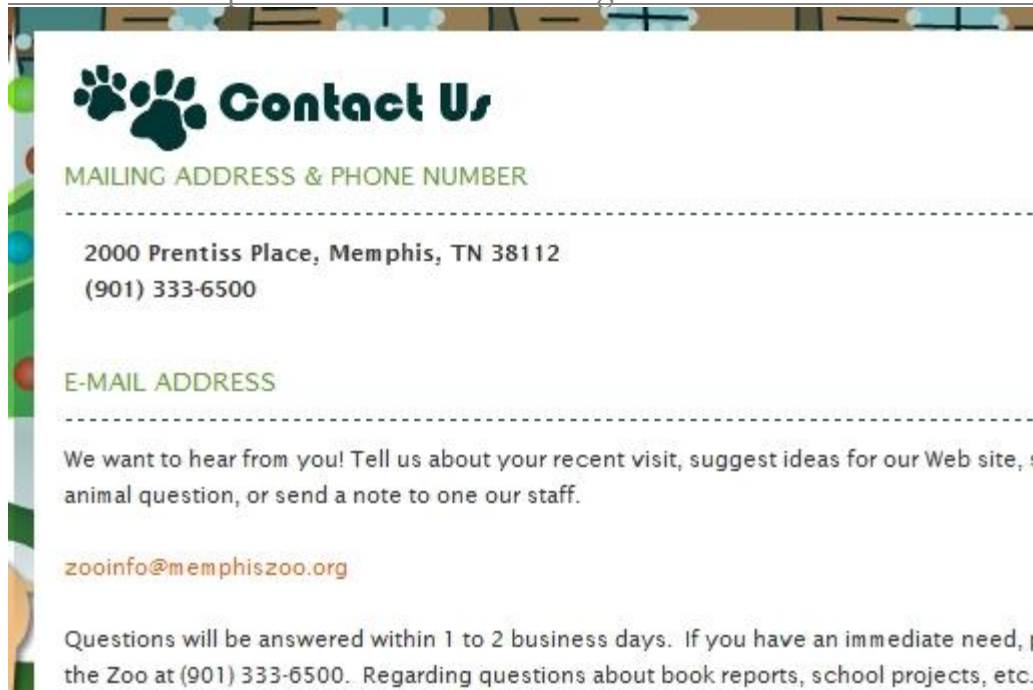 Contact Us
MAILING ADDRESS & PHONE NUMBER
2000 Prentiss Place, Memphis, TN 38112
(901) 333-6500
E-MAIL ADDRESS
We want to hear from you! Tell us about your recent visit, suggest ideas for our Web site,
animal question, or send a note to one our staff.
zooinfo@memphiszoo.org
Questions will be answered within 1 to 2 business days. If you have an immediate need,
the Zoo at (901) 333-6500. Regarding questions about book reports, school projects, etc.